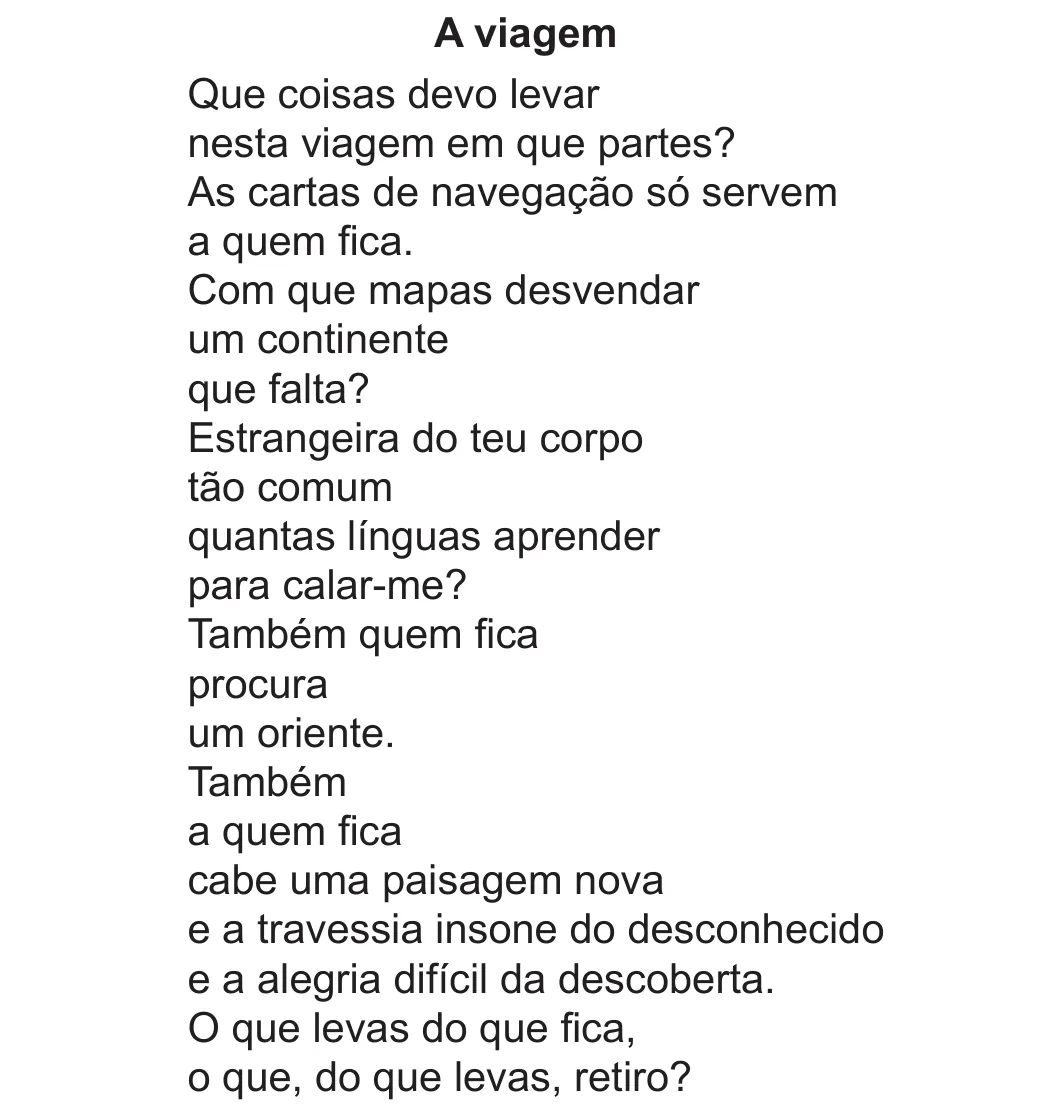 A viagem
Que coisas devo levar
nesta viagem em que partes?
As cartas de navegação só servem
a quem fica.
Com que mapas desvendar
um continente
que falta?
Estrangeira do teu corpo
tão comum
quantas línguas aprender
para calar-me?
Também quem fica
procura
um oriente.
Também
a quem fica
cabe uma paisagem nova
e a travessia insone do desconhecido
e a alegria difícil da descoberta.
O que levas do que fica,
o que, do que levas, retiro?